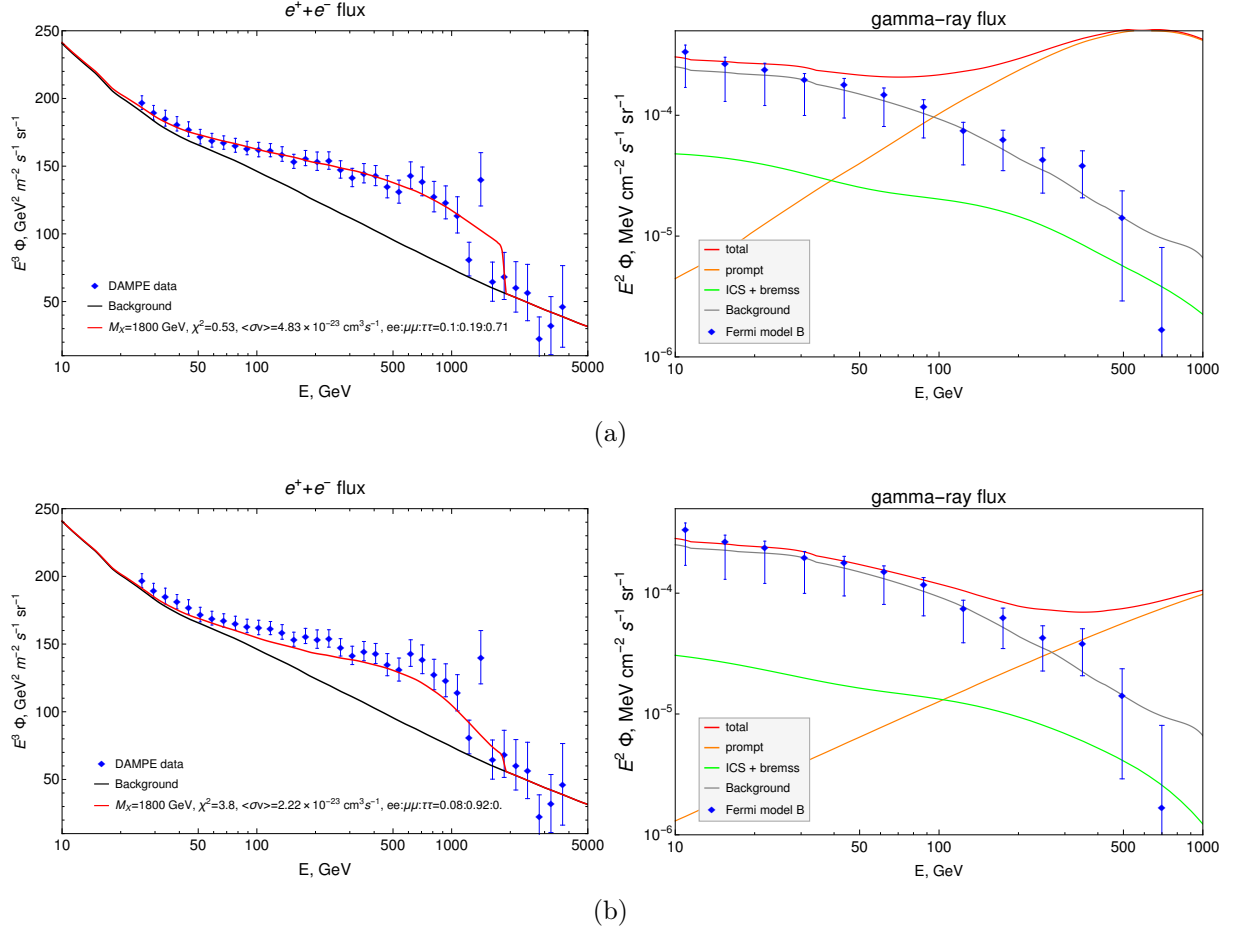 e⁺+e⁻ flux
E³ Φ, GeV² m⁻² s⁻¹ sr⁻¹
250
200
150
100
50
DAMPE data
Background
M_X=1800 GeV, χ²=0.53, <σv>=4.83×10⁻²³ cm³s⁻¹, ee:μμ:ττ=0.1:0.19:0.71
10 50 100 500 1000 5000
E, GeV
gamma-ray flux
E² Φ, MeV cm⁻² s⁻¹ sr⁻¹
10⁻⁴
10⁻⁵
10⁻⁶
total
prompt
ICS + bremss
Background
Fermi model B
10 50 100 500 1000
E, GeV
(a)
e⁺+e⁻ flux
E³ Φ, GeV² m⁻² s⁻¹ sr⁻¹
250
200
150
100
50
DAMPE data
Background
M_X=1800 GeV, χ²=3.8, <σv>=2.22×10⁻²³ cm³s⁻¹, ee:μμ:ττ=0.08:0.92:0.
10 50 100 500 1000 5000
E, GeV
gamma-ray flux
E² Φ, MeV cm⁻² s⁻¹ sr⁻¹
10⁻⁴
10⁻⁵
10⁻⁶
total
prompt
ICS + bremss
Background
Fermi model B
10 50 100 500 1000
E, GeV
(b)